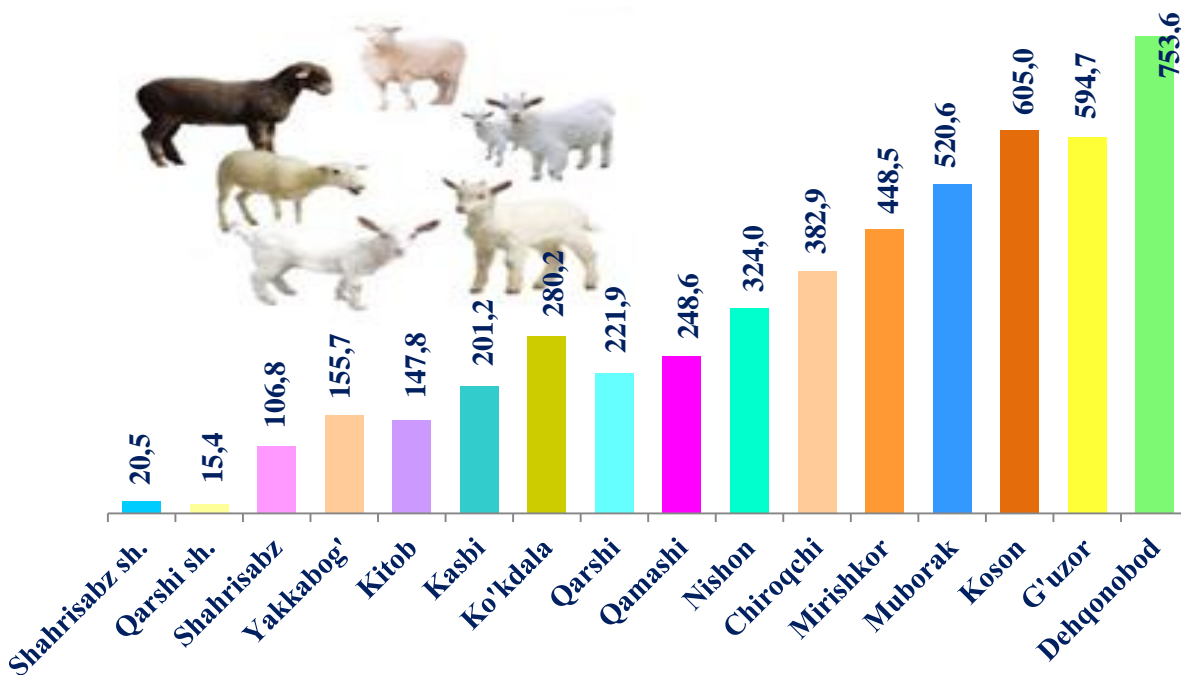 20,5
15,4
106,8
155,7
147,8
201,2
280,2
221,9
248,6
324,0
382,9
448,5
520,6
605,0
594,7
753,6
Shahrisabz sh.
Qarshi sh.
Shahrisabz
Yakkabog'
Kitob
Kasbi
Ko'kdala
Qarshi
Qamashi
Nishon
Chiroqchi
Mirishkor
Muborak
Koson
G'uzor
Dehqonobod